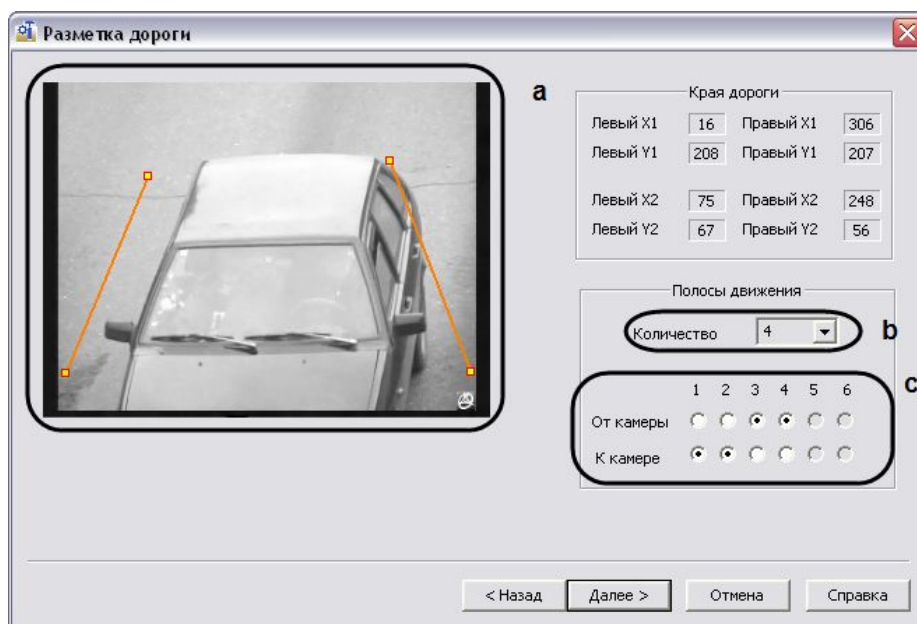 Разметка дороги
a
Края дороги
Левый X1 16 Правый X1 306
Левый Y1 208 Правый Y1 207
Левый X2 75 Правый X2 248
Левый Y2 67 Правый Y2 56
Полосы движения
Количество 4
b
c
1 2 3 4 5 6
От камеры
К камере
< Назад Далее > Отмена Справка